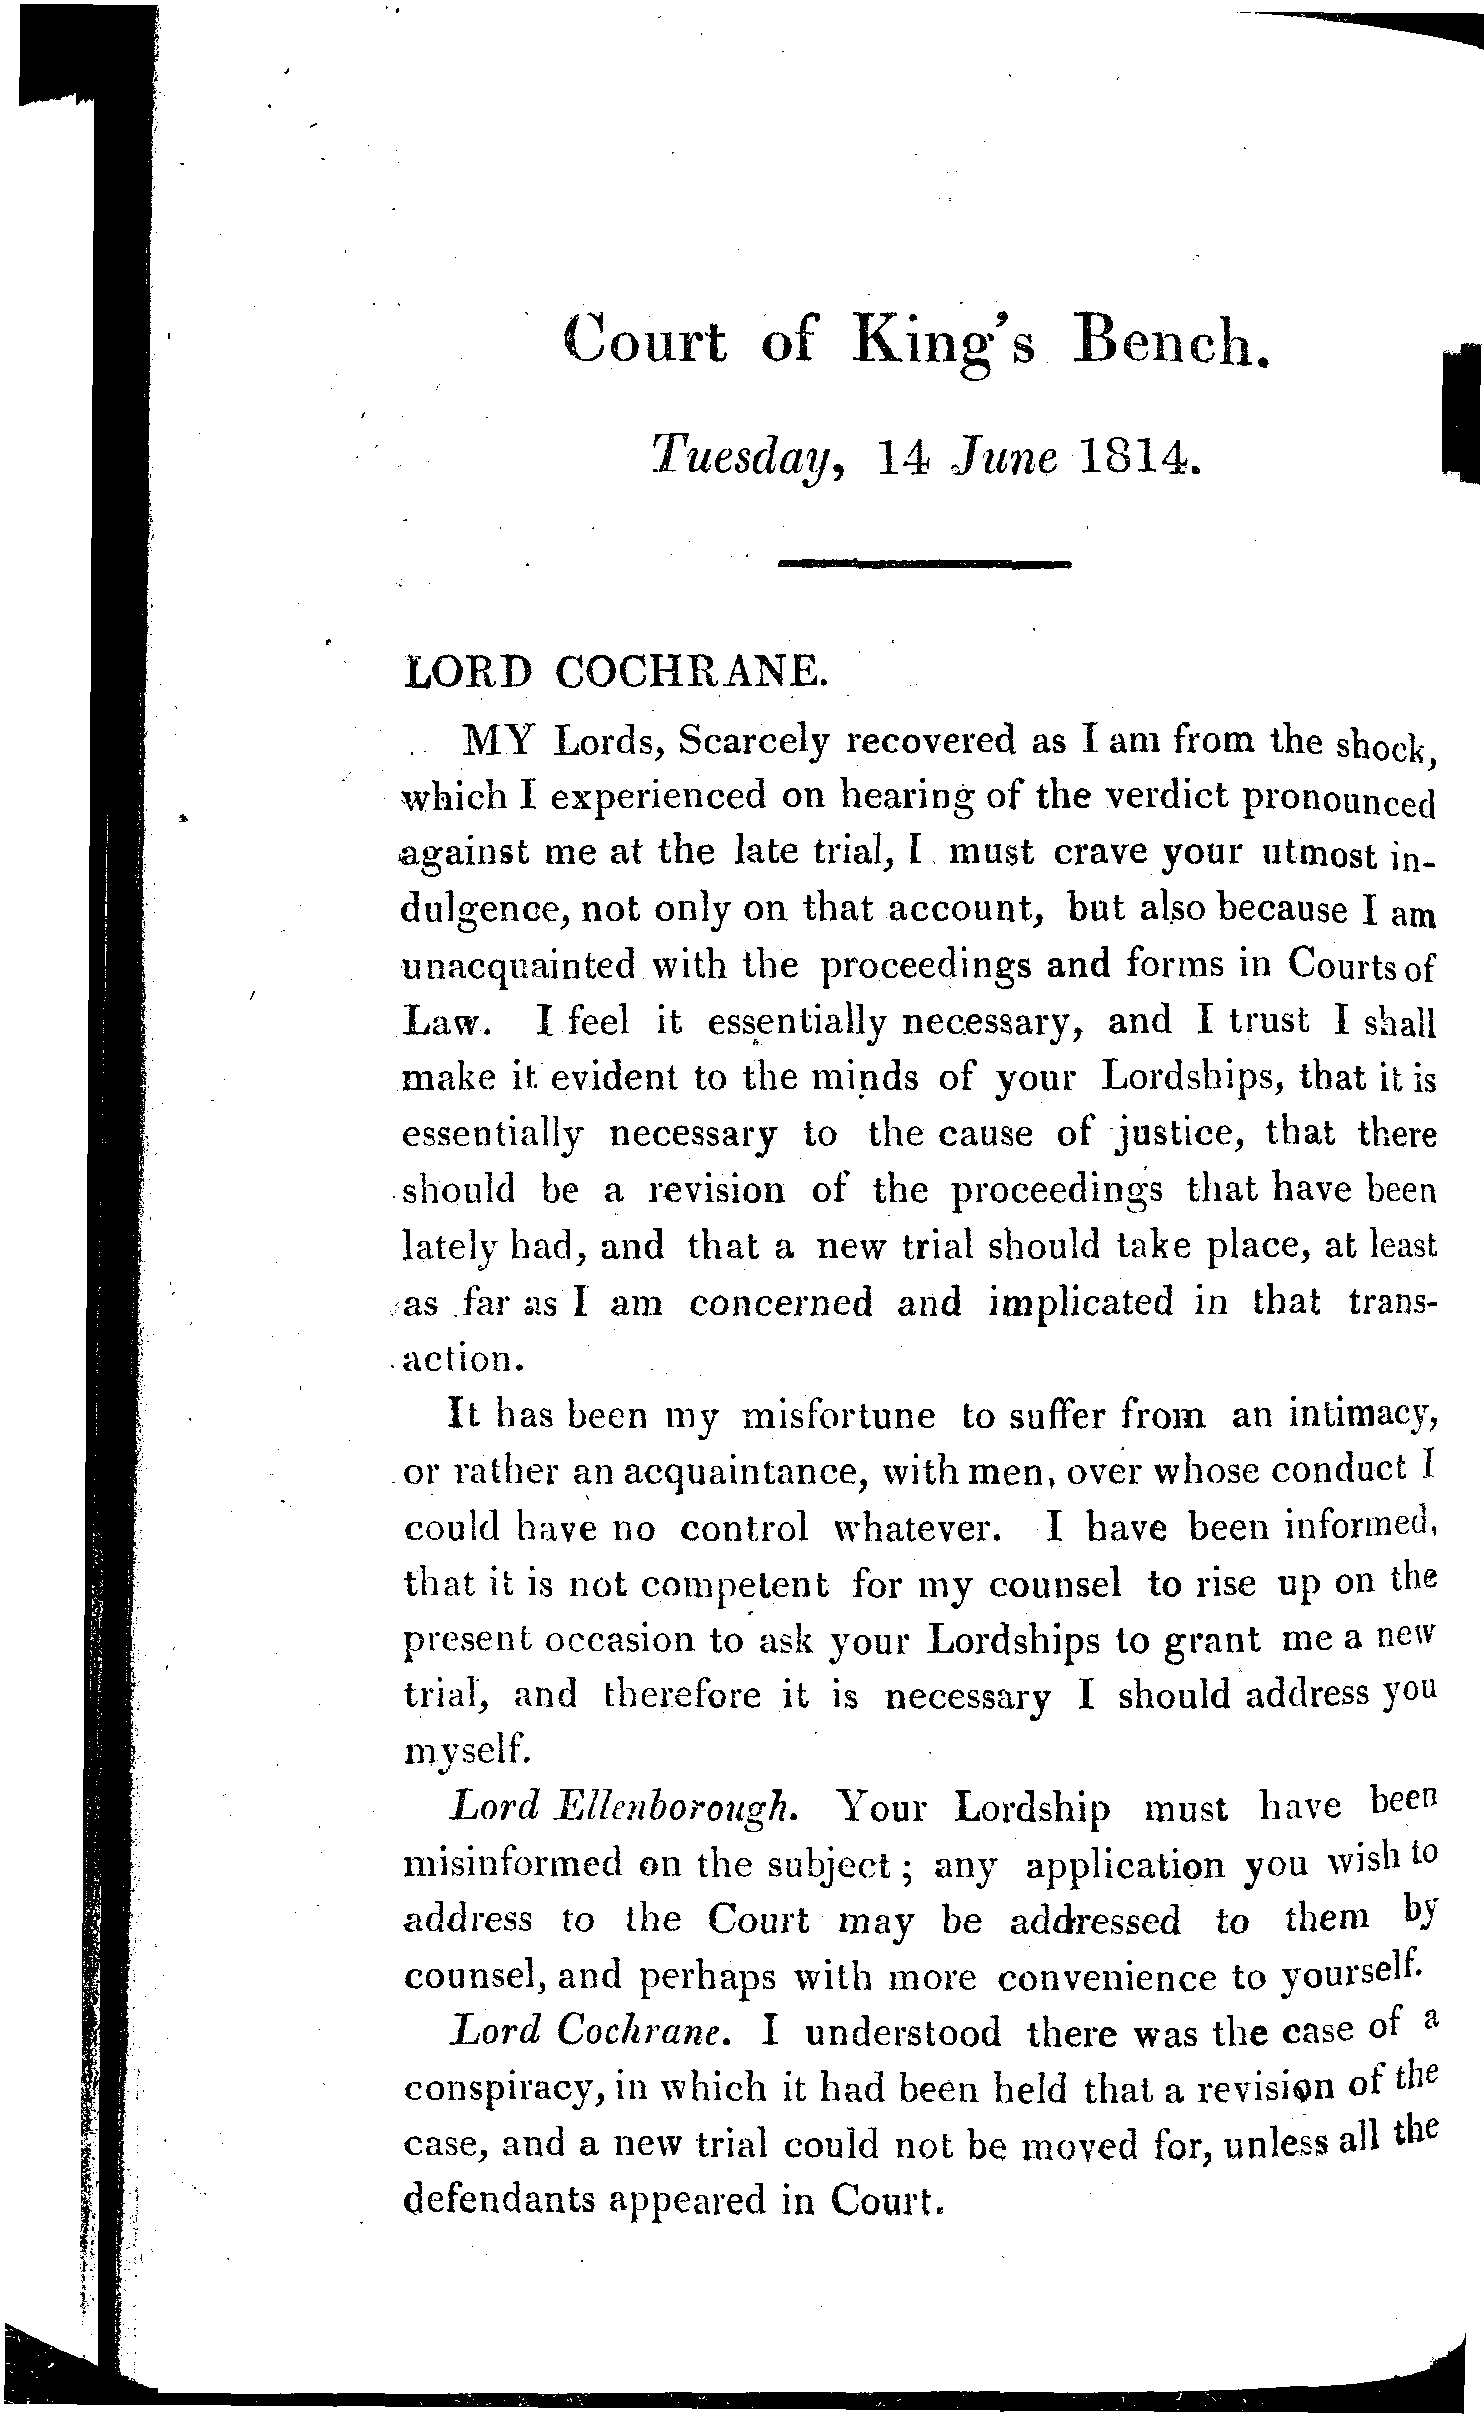 Court of King's Bench.
Tuesday, 14 June 1814.
LORD COCHRANE.
MY Lords, Scarcely recovered as I am from the shock,
which I experienced on hearing of the verdict pronounced
against me at the late trial, I must crave your utmost in-
dulgence, not only on that account, but also because I am
unacquainted with the proceedings and forms in Courts of
Law. I feel it essentially necessary, and I trust I shall
make it evident to the minds of your Lordships, that it is
essentially necessary to the cause of justice, that there
should be a revision of the proceedings that have been
lately had, and that a new trial should take place, at least
as far as I am concerned and implicated in that trans-
action.
It has been my misfortune to suffer from an intimacy,
or rather an acquaintance, with men, over whose conduct I
could have no control whatever. I have been informed,
that it is not competent for my counsel to rise up on the
present occasion to ask your Lordships to grant me a new
trial, and therefore it is necessary I should address you
myself.
Lord Ellenborough. Your Lordship must have been
misinformed on the subject; any application you wish to
address to the Court may be addressed to them by
counsel, and perhaps with more convenience to yourself.
Lord Cochrane. I understood there was the case of a
conspiracy, in which it had been held that a revision of the
case, and a new trial could not be moved for, unless all the
defendants appeared in Court.